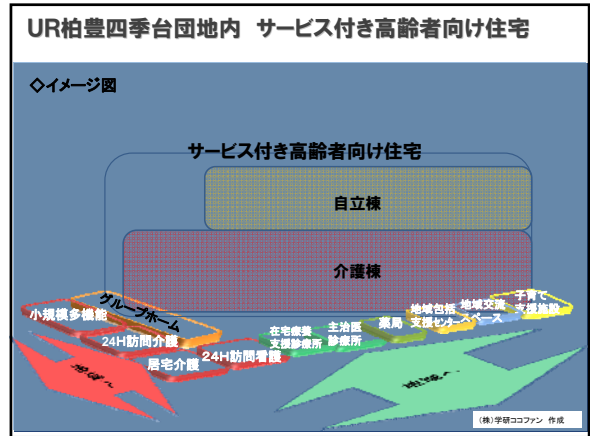 UR柏豊四季台団地内 サービス付き高齢者向け住宅
◇イメージ図
サービス付き高齢者向け住宅
自立棟
介護棟
グループホーム
小規模多機能
24H訪問介護
居宅介護
24H訪問看護
在宅療養
支援診療所
主治医
診療所
薬局
地域包括
支援センター
地域交流
スペース
子育て
支援施設
地域へ
地域へ
(株)学研ココファン 作成